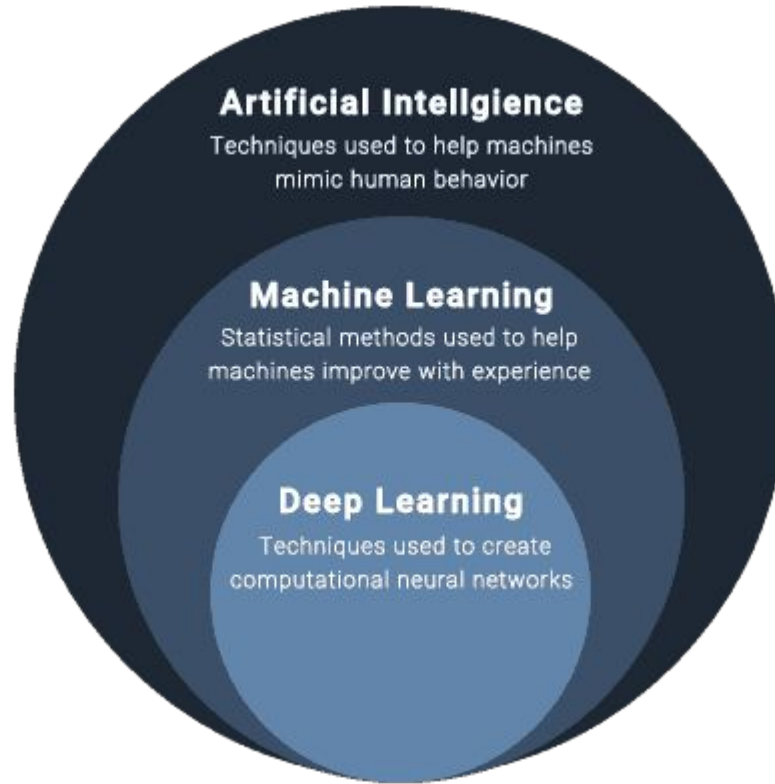 Artificial Intellgience
Techniques used to help machines
mimic human behavior
Machine Learning
Statistical methods used to help
machines improve with experience
Deep Learning
Techniques used to create
computational neural networks